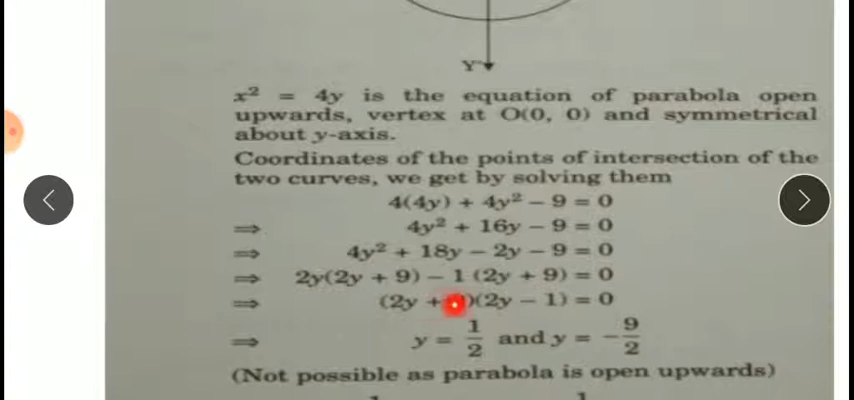 Y'
x² = 4y is the equation of parabola open
upwards, vertex at O(0, 0) and symmetrical
about y-axis.
Coordinates of the points of intersection of the
two curves, we get by solving them
4(4y) + 4y² – 9 = 0
⇒ 4y² + 16y – 9 = 0
⇒ 4y² + 18y – 2y – 9 = 0
⇒ 2y(2y + 9) – 1 (2y + 9) = 0
⇒ (2y + )(2y – 1) = 0
⇒ y = 1/2 and y = –9/2
(Not possible as parabola is open upwards)